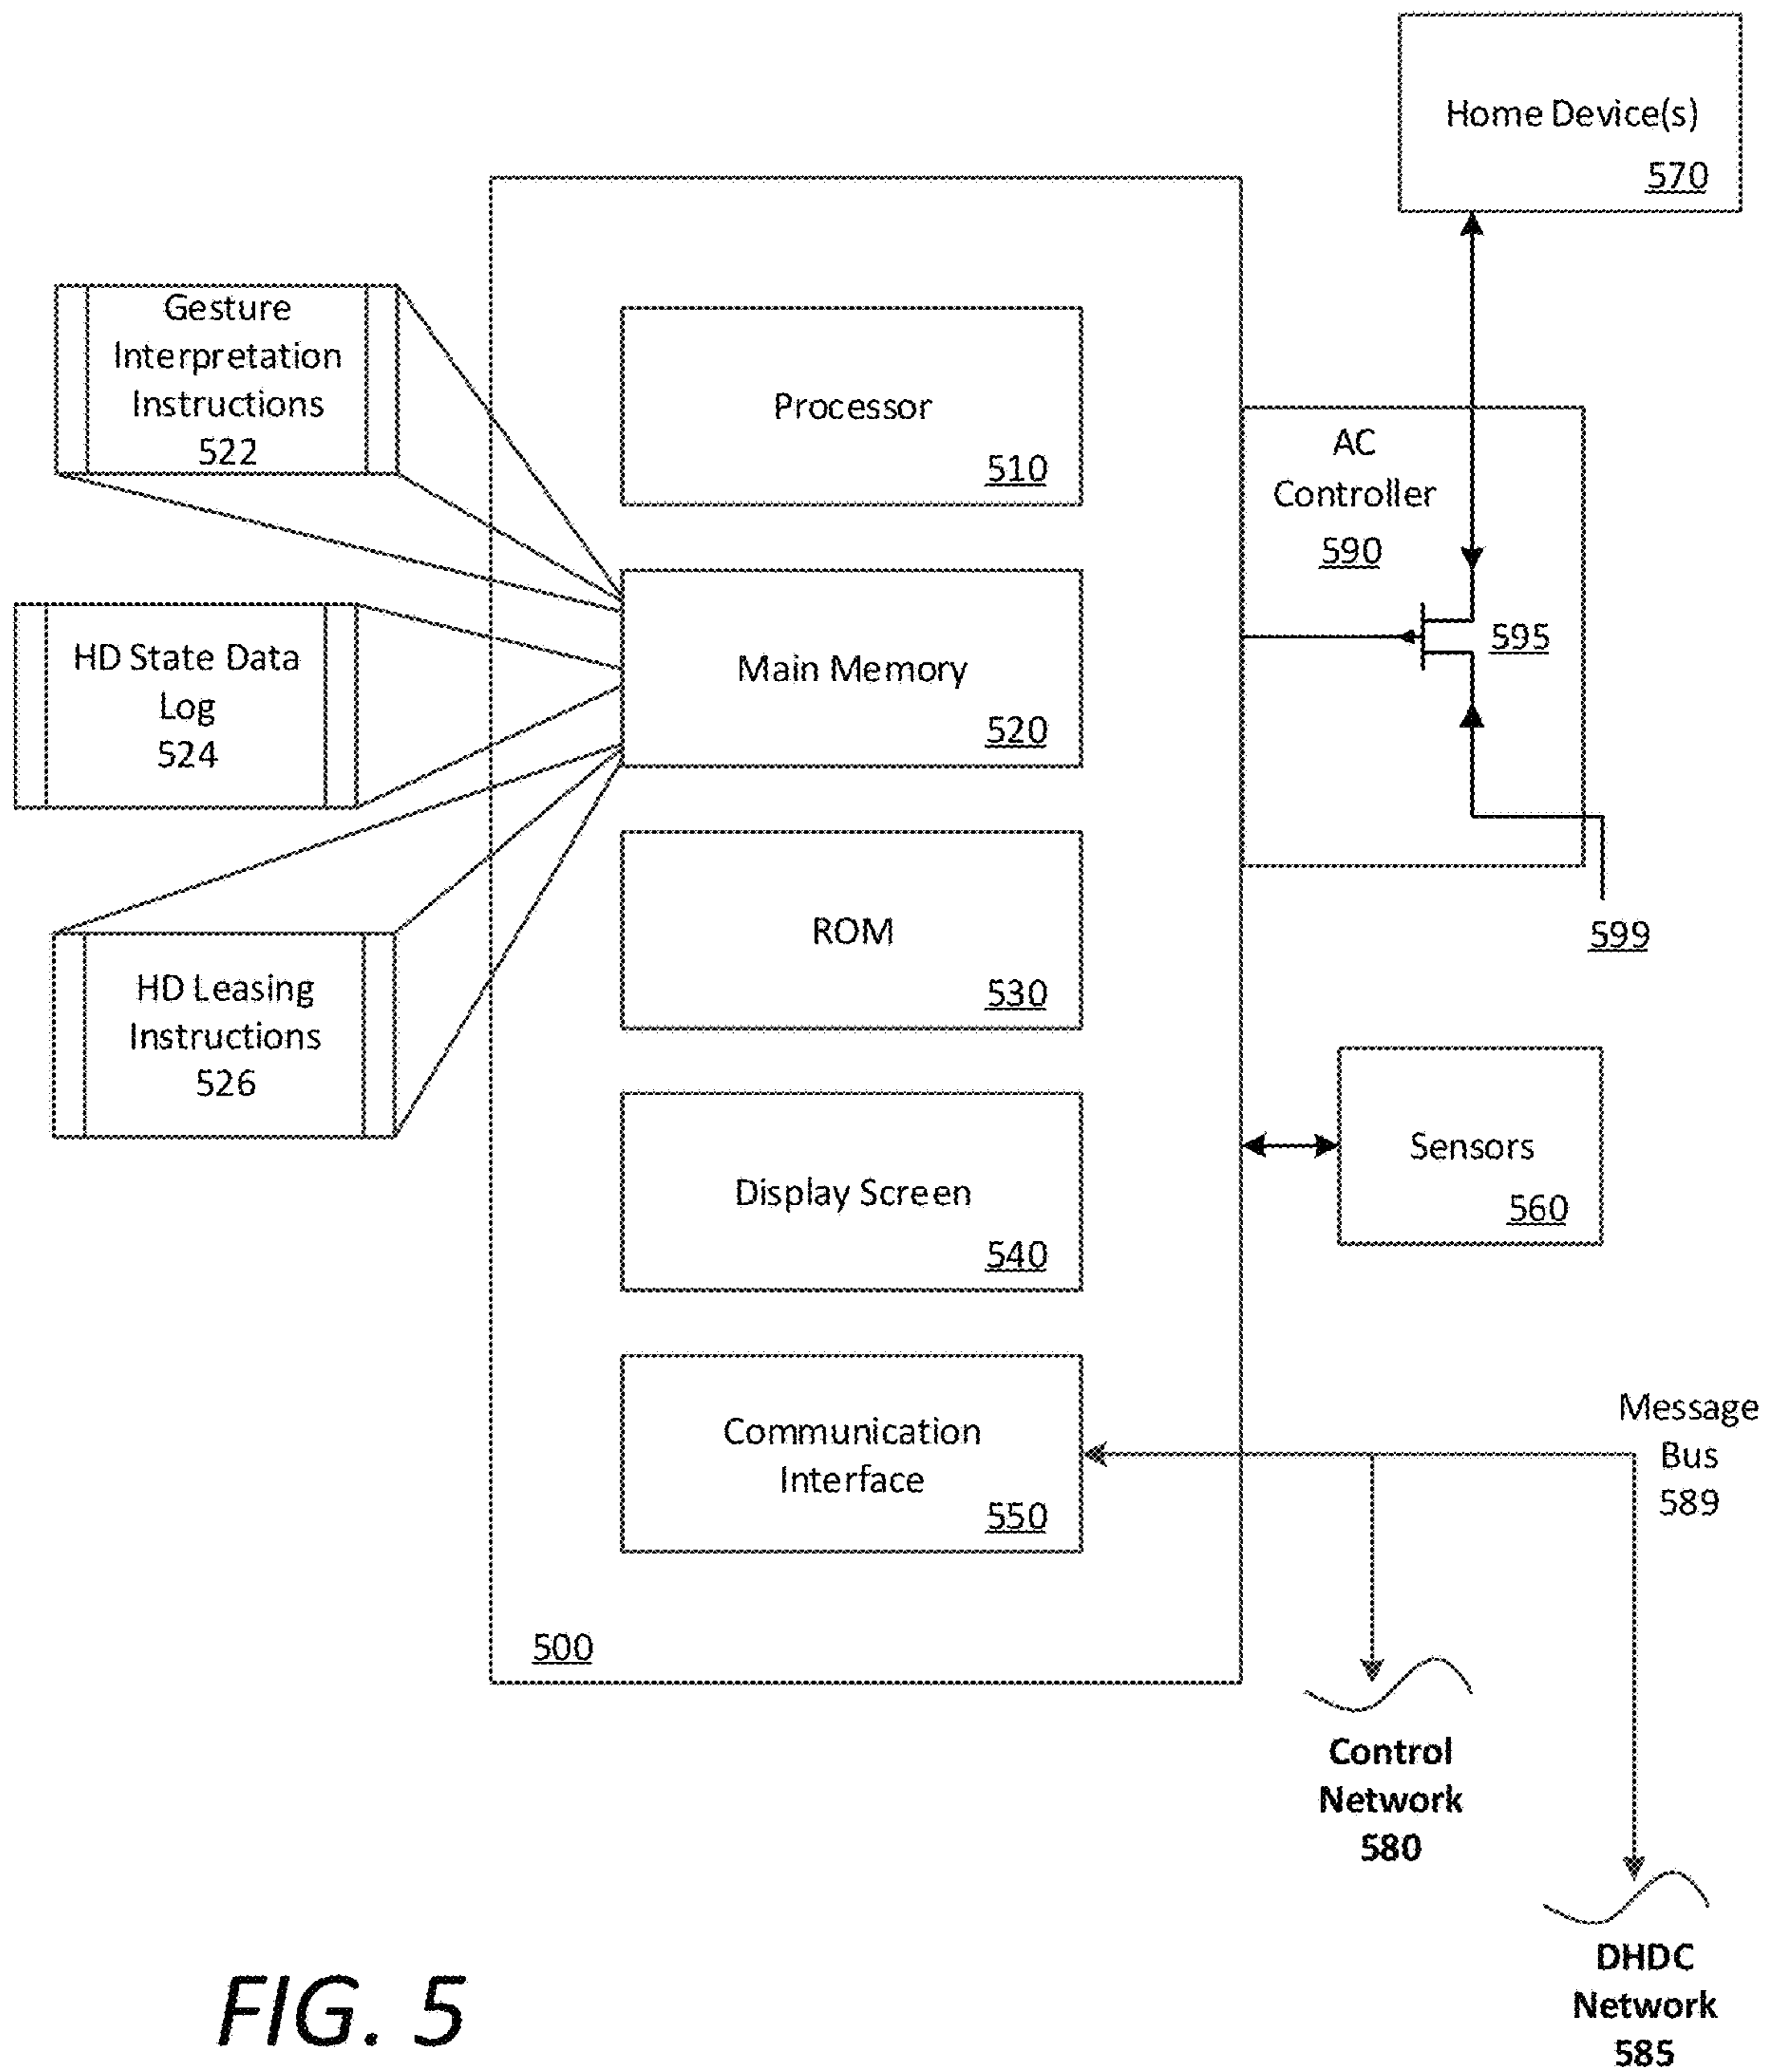 Home Device(s)
570
Gesture
Interpretation
Instructions
522
Processor
510
AC
Controller
590
595
HD State Data
Log
524
Main Memory
520
599
HD Leasing
Instructions
526
ROM
530
Sensors
560
Display Screen
540
Communication
Interface
550
Message
Bus
589
500
Control
Network
580
DHDC
Network
585
FIG. 5